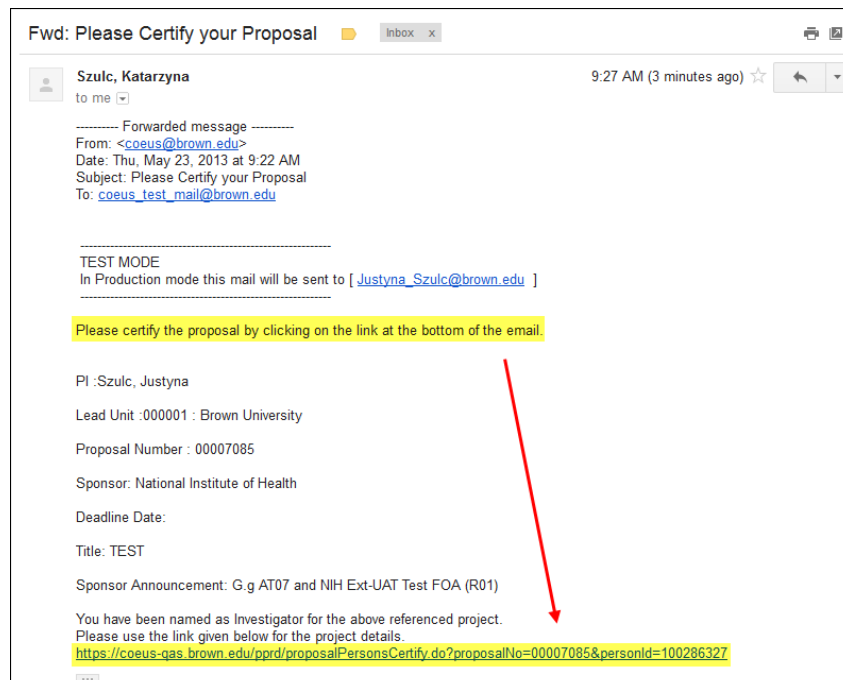 Fwd: Please Certify your Proposal
Inbox x
Szulc, Katarzyna
9:27 AM (3 minutes ago)
to me
---------- Forwarded message ----------
From: <coeus@brown.edu>
Date: Thu, May 23, 2013 at 9:22 AM
Subject: Please Certify your Proposal
To: coeus_test_mail@brown.edu
------------------------------------------------------------
TEST MODE
In Production mode this mail will be sent to [ Justyna_Szulc@brown.edu ]
------------------------------------------------------------
Please certify the proposal by clicking on the link at the bottom of the email.
PI :Szulc, Justyna
Lead Unit :000001 : Brown University
Proposal Number : 00007085
Sponsor: National Institute of Health
Deadline Date:
Title: TEST
Sponsor Announcement: G.g AT07 and NIH Ext-UAT Test FOA (R01)
You have been named as Investigator for the above referenced project.
Please use the link given below for the project details.
https://coeus-qas.brown.edu/pprd/proposalPersonsCertify.do?proposalNo=00007085&personId=100286327